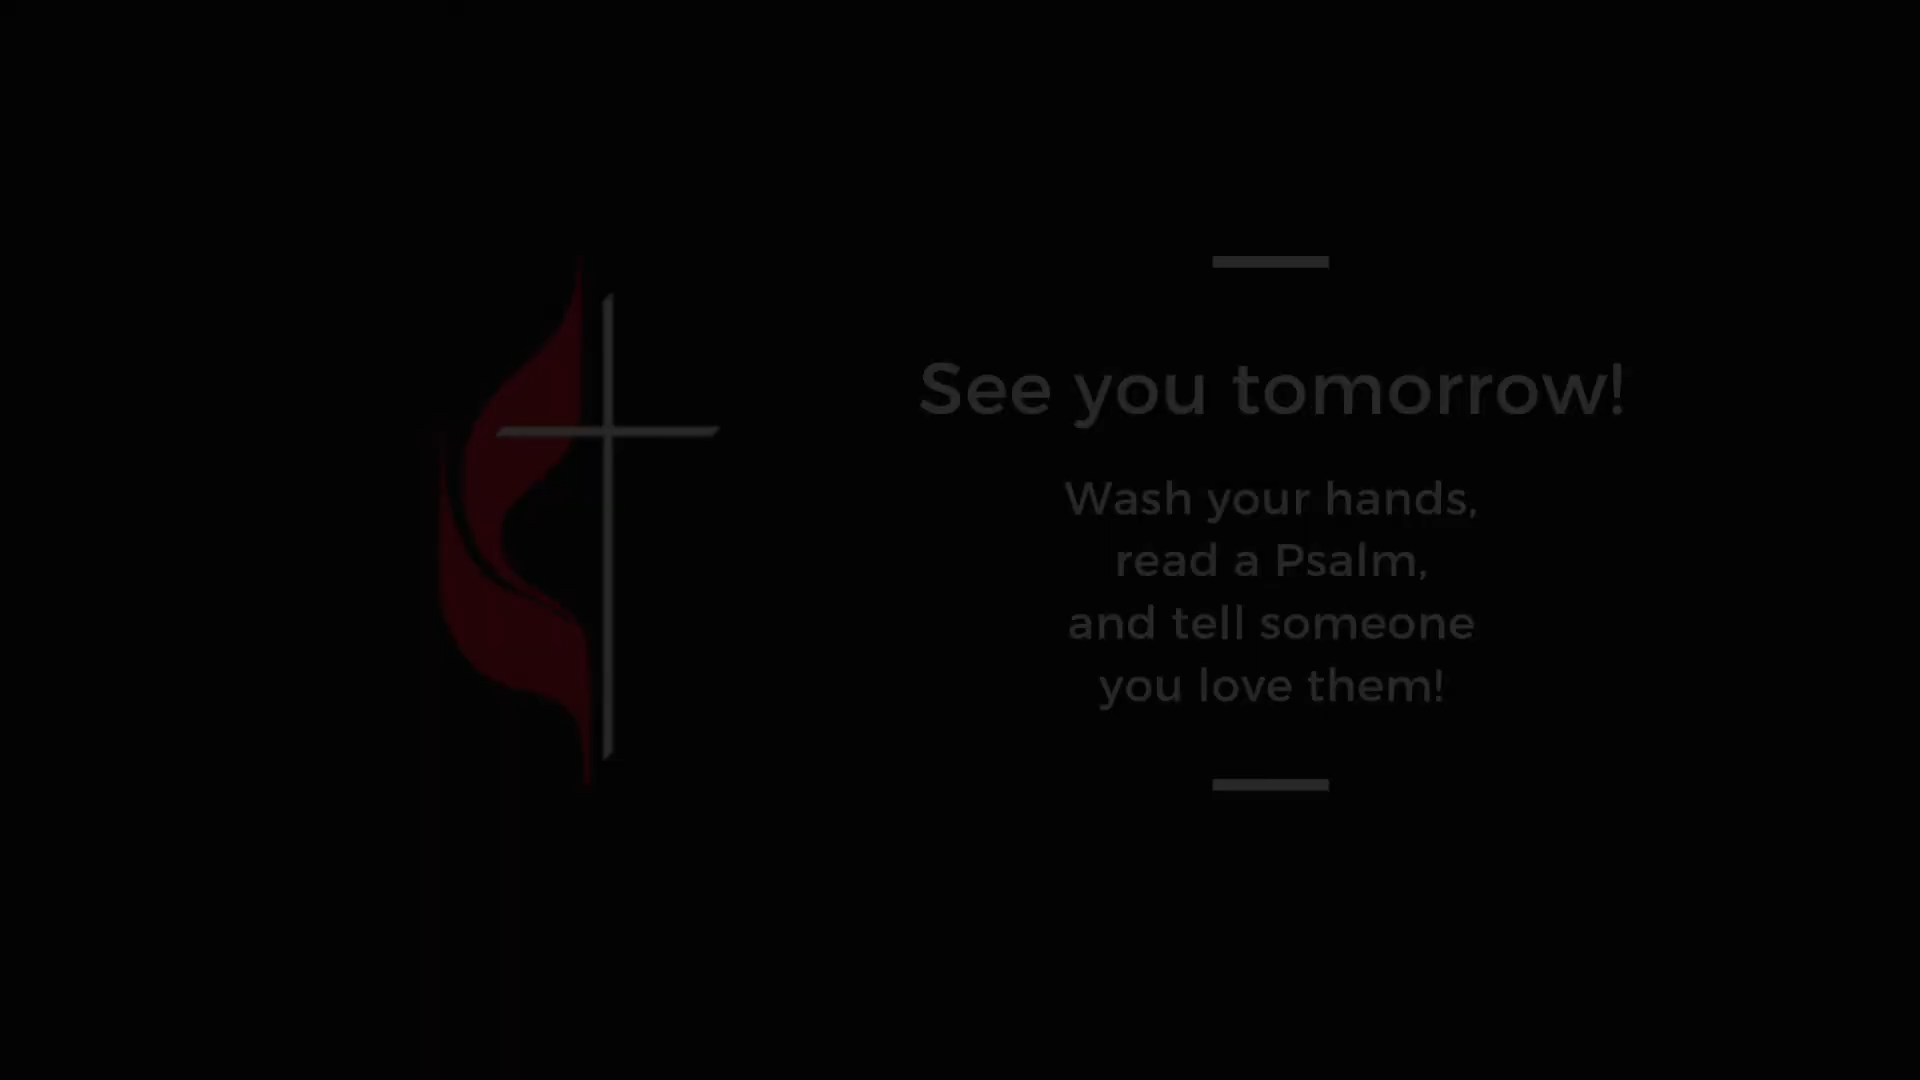 See you tomorrow!
Wash your hands,
read a Psalm,
and tell someone
you love them!